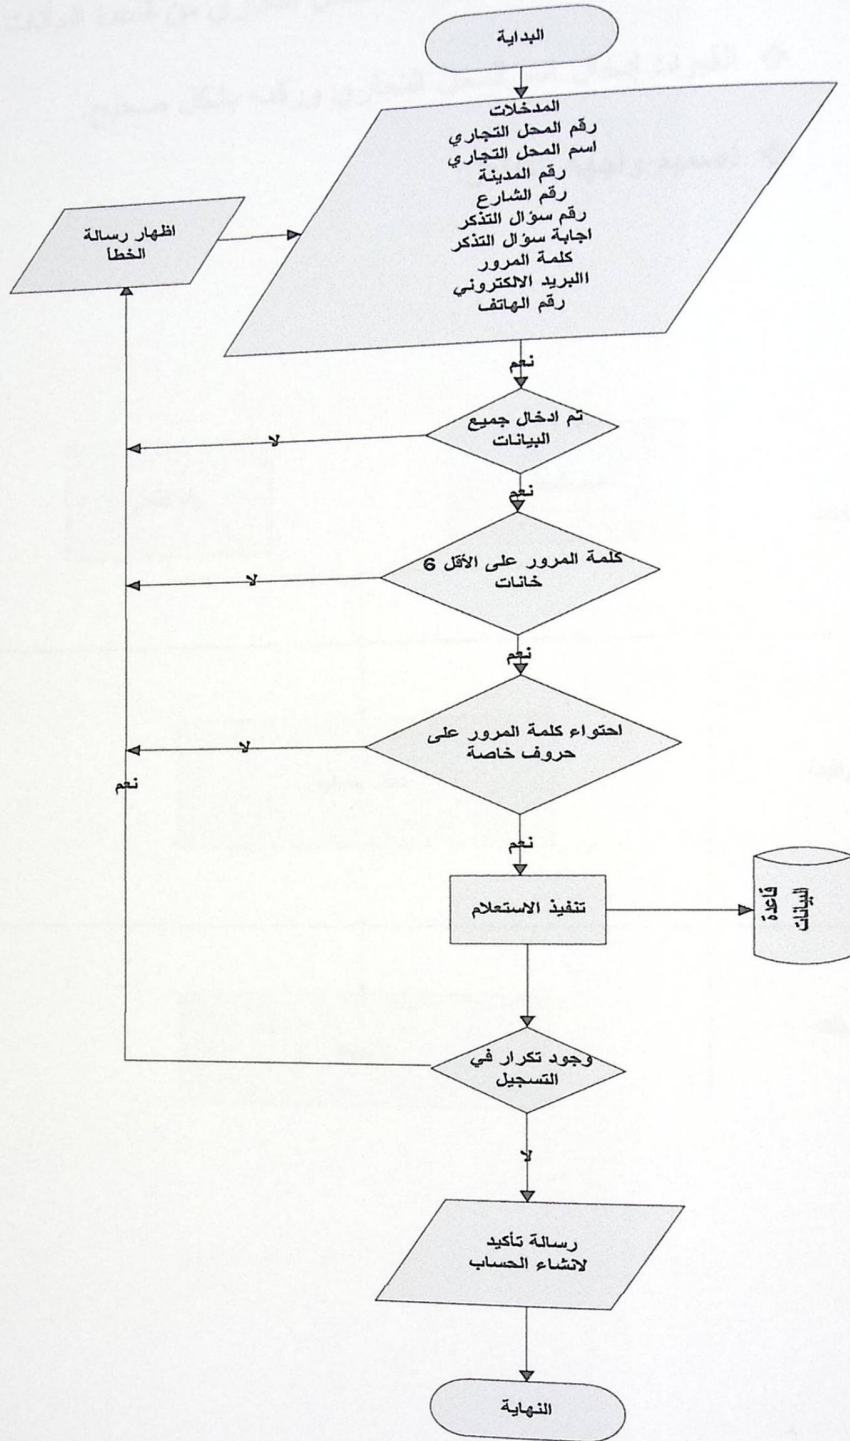 البداية
المدخلات
رقم المحل التجاري
اسم المحل التجاري
رقم المدينة
رقم الشارع
رقم سؤال التذكر
اجابة سؤال التذكر
كلمة المرور
االبريد الالكتروني
رقم الهاتف
اظهار رسالة
الخطأ
نعم
تم ادخال جميع
البيانات
لا
نعم
كلمة المرور على الأقل 6
خانات
لا
نعم
احتواء كلمة المرور على
حروف خاصة
لا
نعم
نعم
تنفيذ الاستعلام
قاعدة
البيانات
وجود تكرار في
التسجيل
لا
رسالة تأكيد
لانشاء الحساب
النهاية